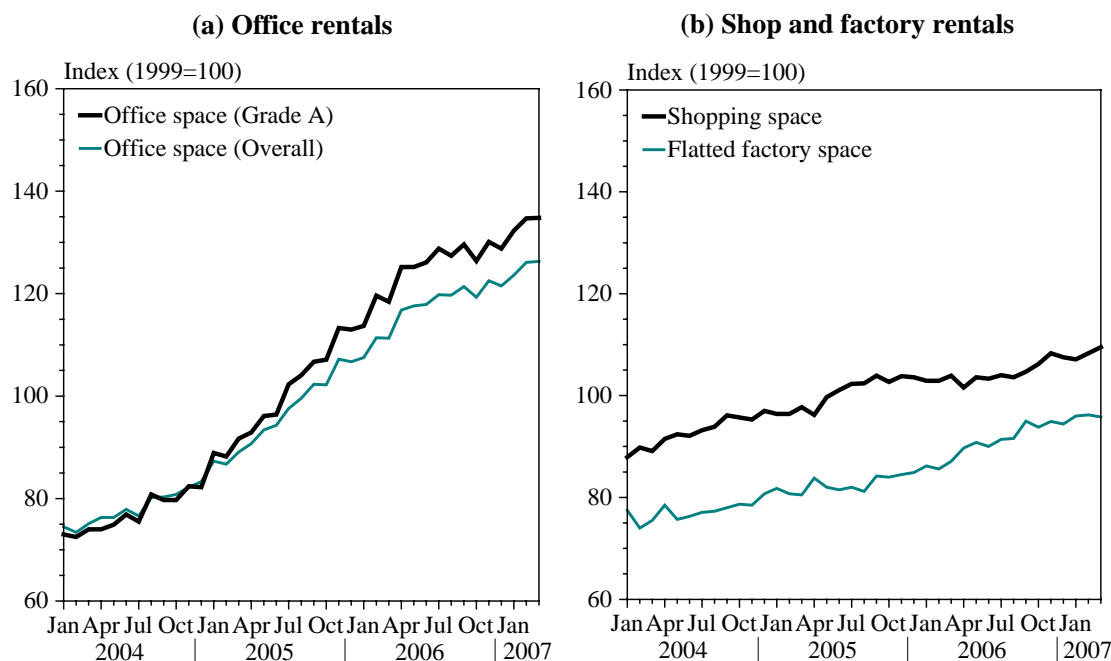 (a) Office rentals
Index (1999=100)
160
140
120
100
80
60
Office space (Grade A)
Office space (Overall)
Jan Apr Jul Oct Jan Apr Jul Oct Jan Apr Jul Oct Jan
2004 2005 2006 2007
(b) Shop and factory rentals
Index (1999=100)
160
140
120
100
80
60
Shopping space
Flatted factory space
Jan Apr Jul Oct Jan Apr Jul Oct Jan Apr Jul Oct Jan
2004 2005 2006 2007